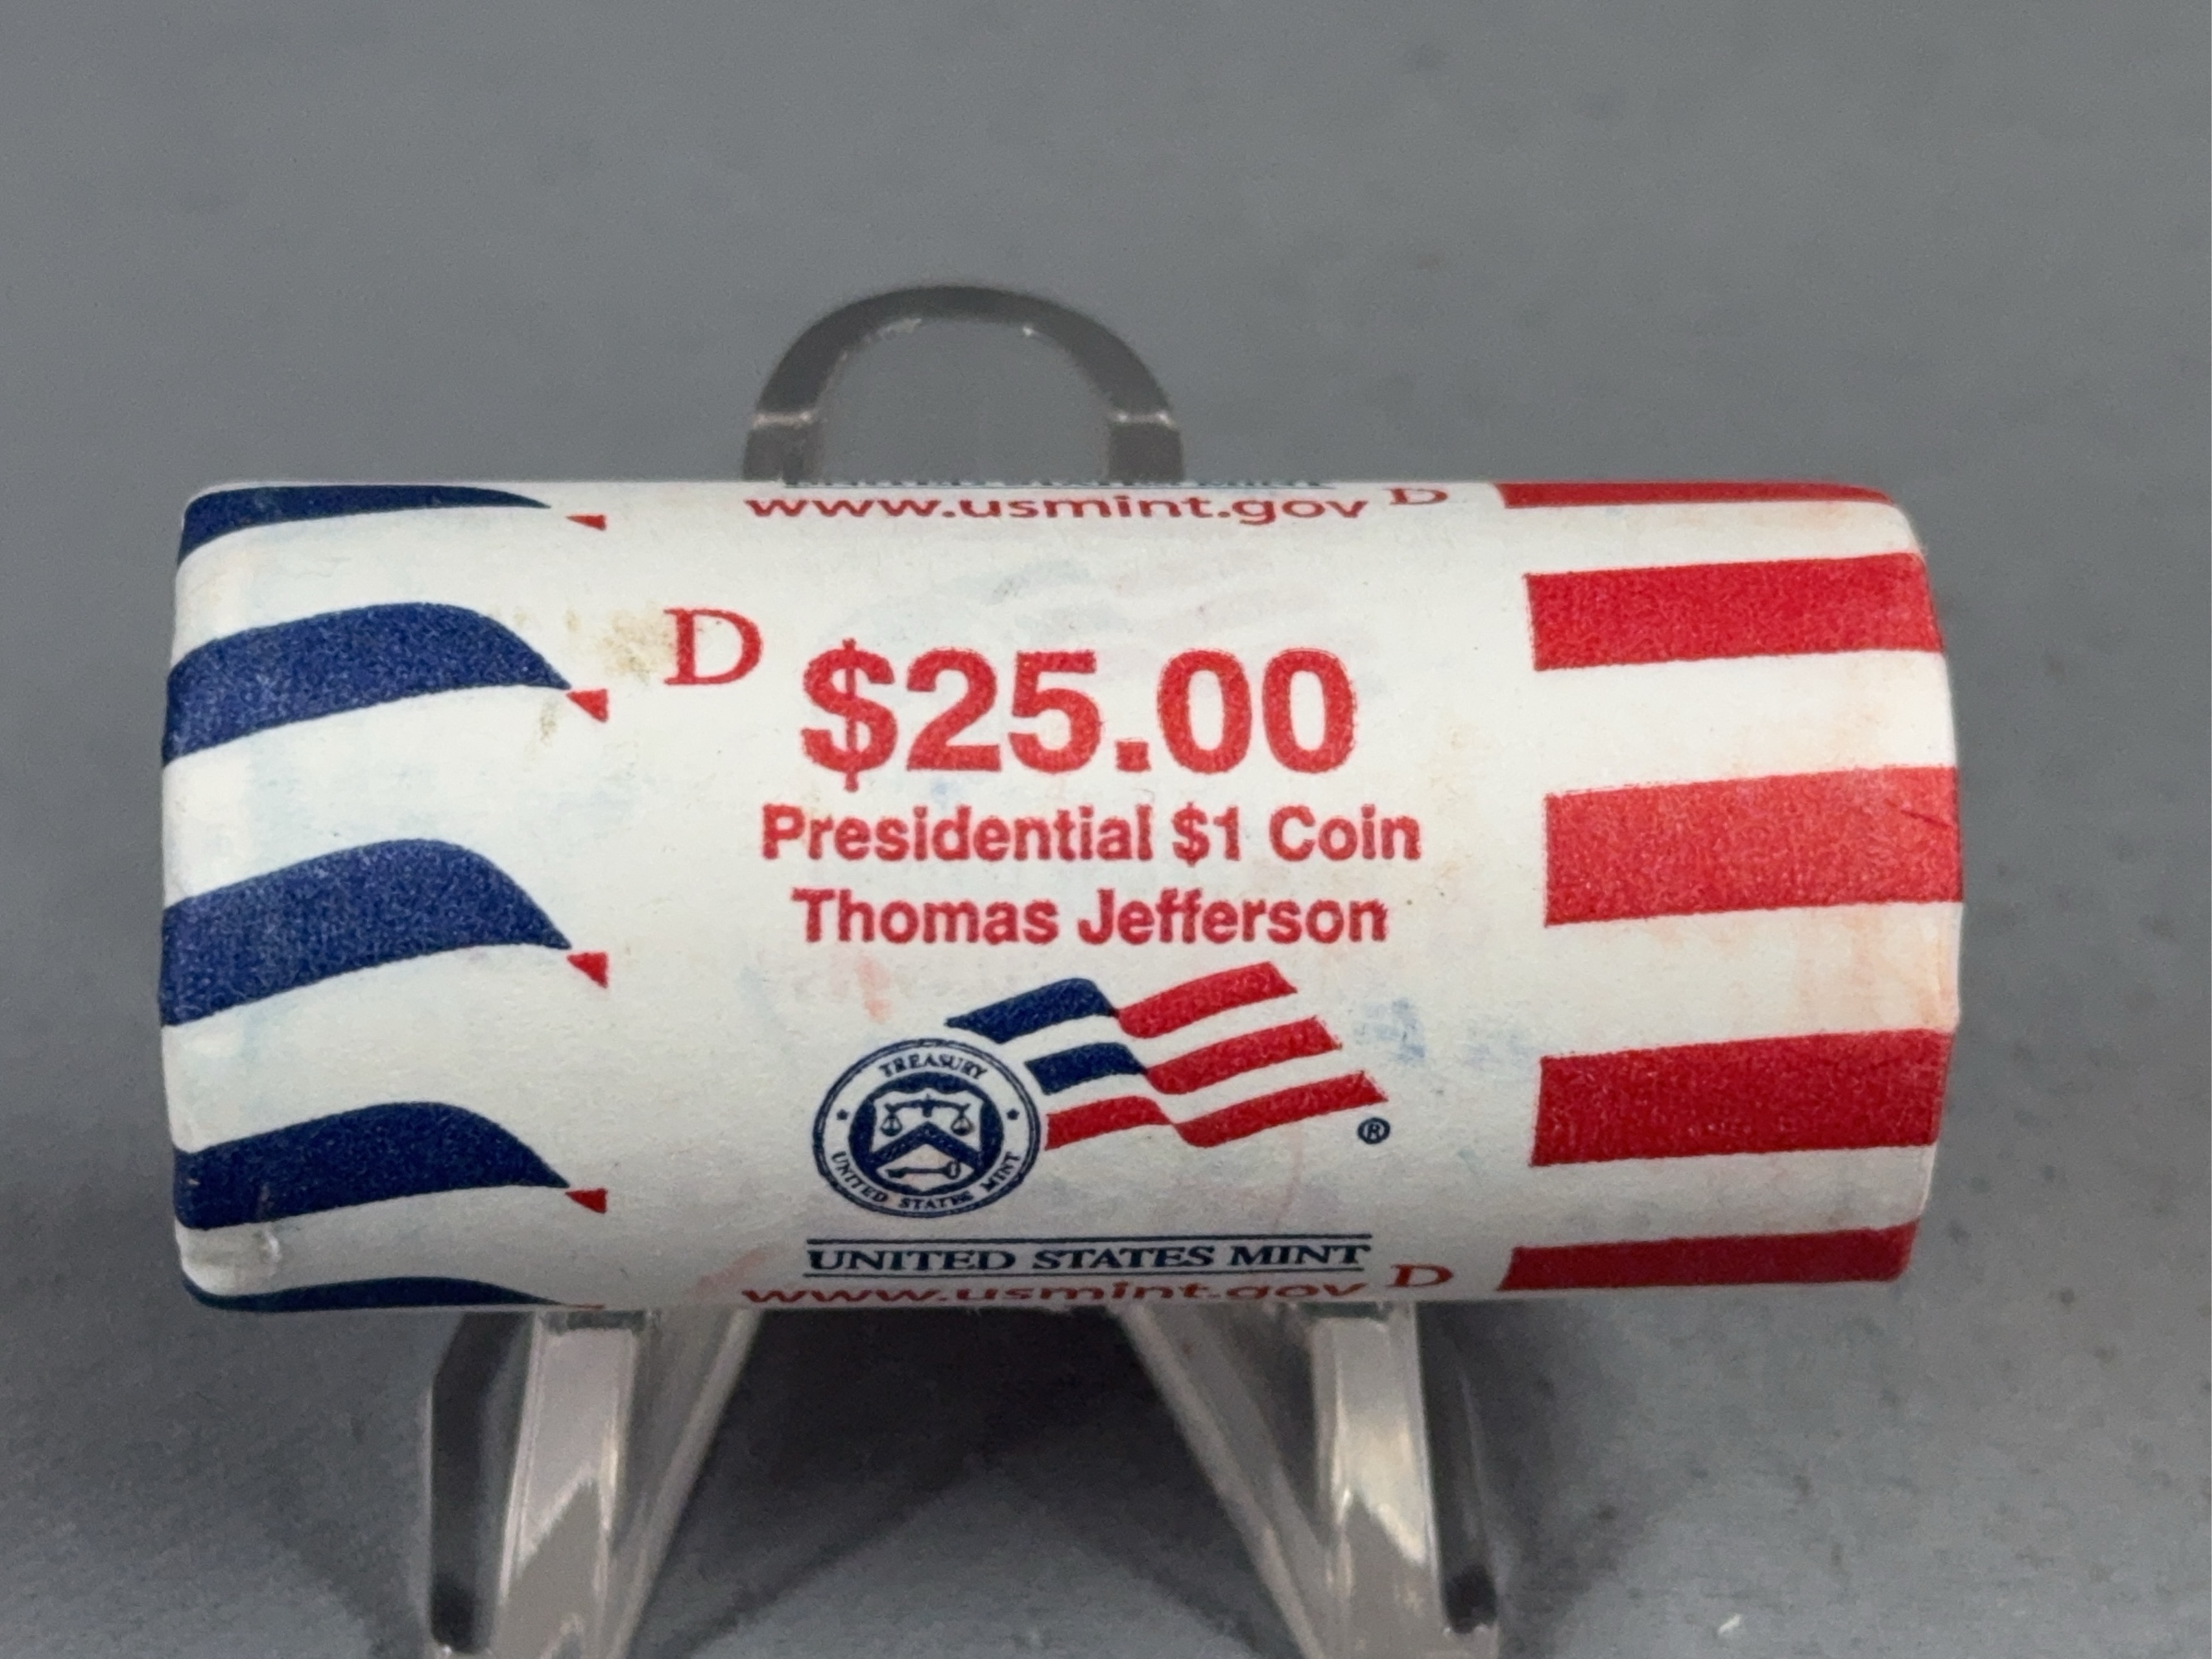 www.usmint.gov D
D $25.00
Presidential $1 Coin
Thomas Jefferson
TREASURY
UNITED STATES MINT
®
UNITED STATES MINT
www.usmint.gov D